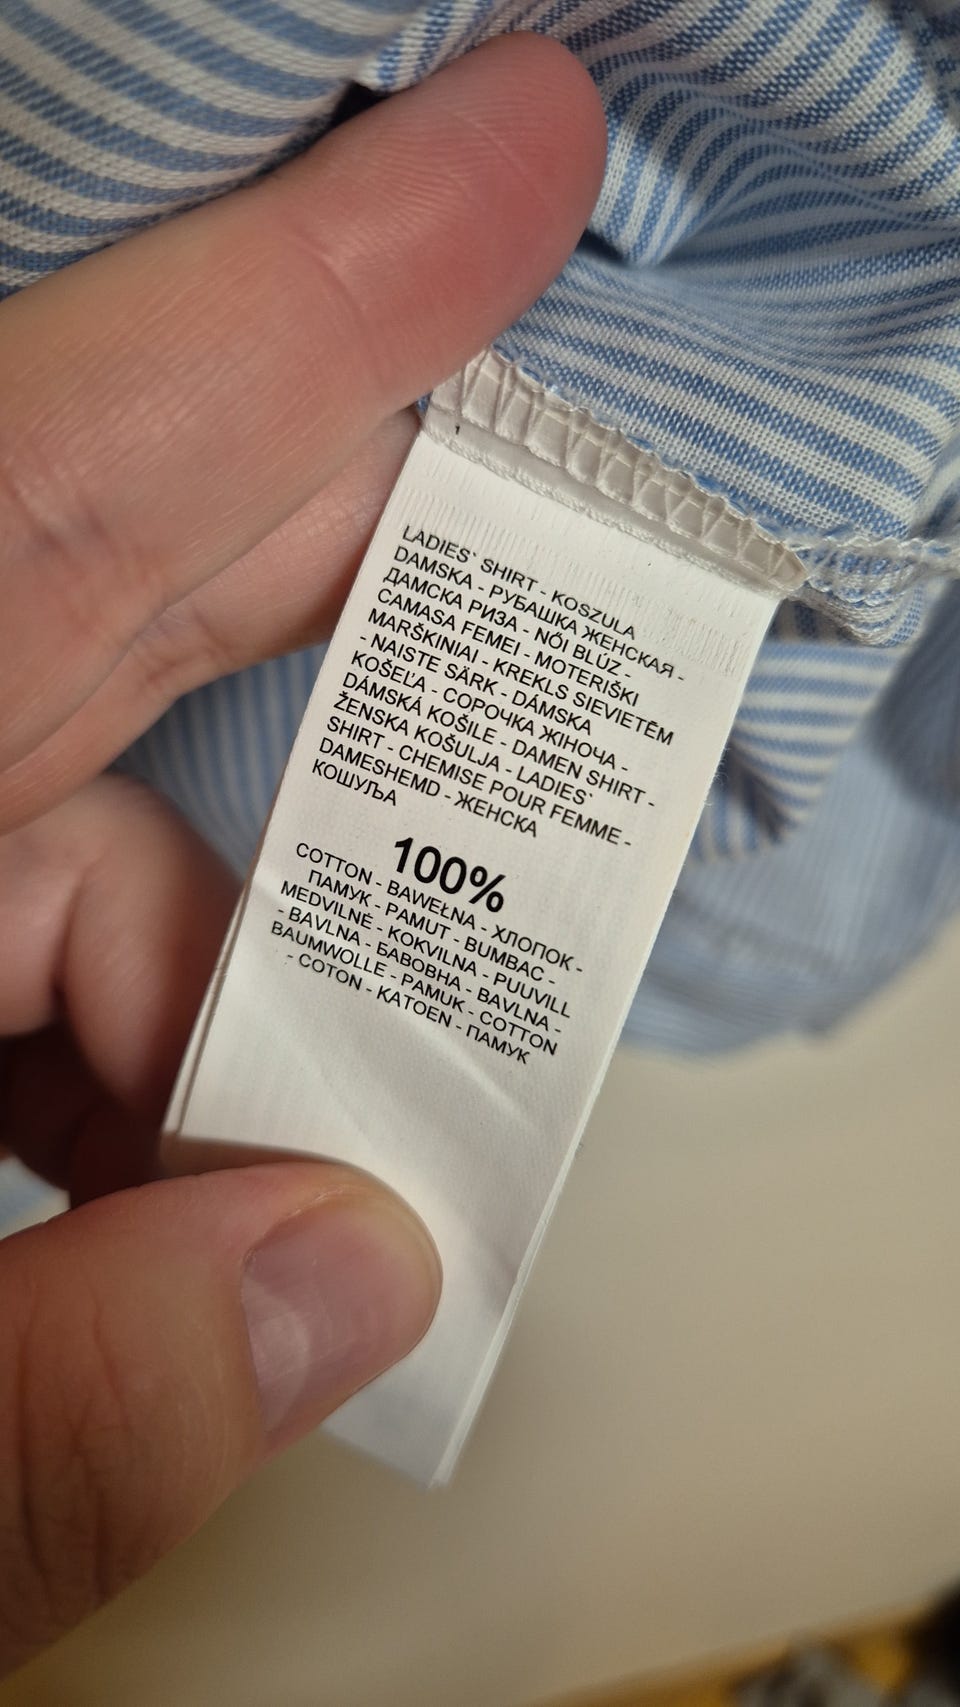 LADIES` SHIRT - KOSZULA
DAMSKA - РУБАШКА ЖЕНСКАЯ -
ДАМСКА РИЗА - NŐI BLÚZ -
CAMASA FEMEI - MOTERIŠKI
MARŠKINIAI - KREKLS SIEVIETĒM
- NAISTE SÄRK - DÁMSKA
KOŠEĽA - СОРОЧКА ЖІНОЧА -
DÁMSKÁ KOŠILE - DAMEN SHIRT -
ŽENSKA KOŠULJA - LADIES`
SHIRT - CHEMISE POUR FEMME -
DAMESHEMD - ЖЕНСКА
КОШУЉА
100%
COTTON - BAWEŁNA - ХЛОПОК -
ПАМУК - PAMUT - BUMBAC -
MEDVILNĖ - KOKVILNA - PUUVILL
- BAVLNA - БАВОВНА - BAVLNA -
BAUMWOLLE - PAMUK - COTTON
- COTON - KATOEN - ПАМУК